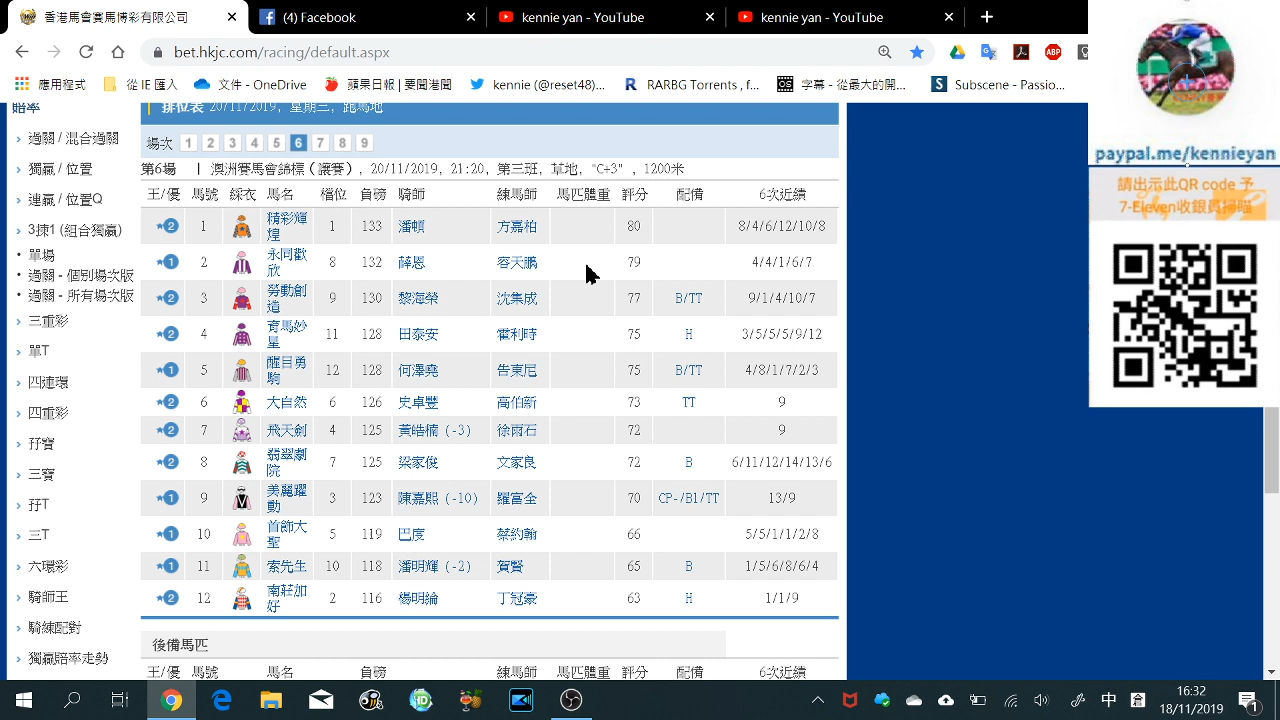 香港馬會賽馬博彩有限公司
(4) Facebook
kennie yan - YouTube
kennie yan - YouTube
bet.hkjc.com/racing/default.aspx
應用程式 從 IE 匯入 文件 - OneDrive 蘋果日報 | 要聞港聞... Renren (@reset48)... RARBG Torrents , f... 字幕 - 從最大的開... Subscene - Passio...
paypal.me/kennieyan
請出示此QR code 予
7-Eleven收銀員掃瞄
賠率
過關 / 混合過關
獨贏 / 位置
連贏 / 位置Q
3揀1 (組合獨贏)
單場
過關 - 個別場次版
過關 - 所有場次版
三重彩
單T
四連環
四重彩
孖寶
三寶
孖T
三T
六環彩
騎師王
騎練配對
獨贏賠率走勢
排位表 20/11/2019, 星期三, 跑馬地
場次 1 2 3 4 5 6 7 8 9
第6場 | 澳洲賽馬會錦標 (讓賽) , 20/11/2019, 21:20, 第三班, 草地, "C+3" , 1200米
王/優 馬號 綵衣 馬名 檔位 負磅 騎師 練馬師 馬匹體重 評分 配備 6次近績
2 1 精彩輝煌 1 133 潘頓 方嘉柏 80 8/4/6/12/10/8
1 2 永同歡欣 8 132 薛恩 容天鵬 79 4/4/1/6/7
2 3 勞動創造 9 130 黎海榮 沈集成 77 B/TT 9/1/4/10/7
2 4 育馬妙星 11 128 田泰安 霍利時 75 H 3/5/5/5/9/12
1 5 醒目勇駒 12 128 何澤堯 告東尼 75 B/TT 4/8/1/7/2/3
2 6 大自然 6 126 史卓豐 高伯新 73 TT 9
2 7 飛天劍 4 125 黃皓楠 (-3) 徐雨石 72 9
2 8 翡翠劇院 7 125 梁家俊 文家良 72 B 6/11/12/14/13/6
1 9 美麗躍動 3 123 陳嘉熙 (-10) 羅富全 70 CP-/B1/TT 13/9
1 10 首飾大聖 5 119 巴度 蔡約翰 66 5/5/1/1/2/8
1 11 索先生 10 118 潘明輝 (-2) 賀賢 65 B 1/5/6/8/6/4
2 12 南莊加好 2 116 楊明綸 丁冠豪 63 H 1/1/9
後備馬匹
王/優 馬號 馬名 負磅 練馬師 馬匹體重 評分 配備 6次近績
中 倉 16:32
18/11/2019
1